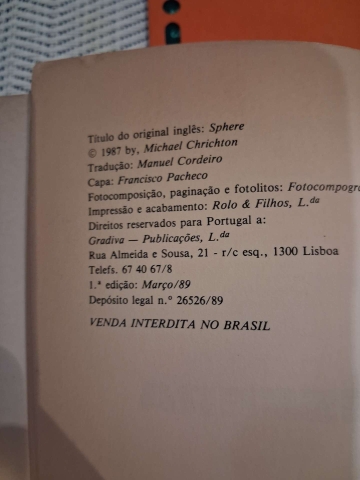 Título do original inglês: Sphere
© 1987 by, Michael Chrichton
Tradução: Manuel Cordeiro
Capa: Francisco Pacheco
Fotocomposição, paginação e fotolitos: Fotocompogra
Impressão e acabamento: Rolo & Filhos, L.da
Direitos reservados para Portugal a:
Gradiva — Publicações, L.da
Rua Almeida e Sousa, 21 - r/c esq., 1300 Lisboa
Telefs. 67 40 67/8
1.ª edição: Março/89
Depósito legal n.º 26526/89
VENDA INTERDITA NO BRASIL